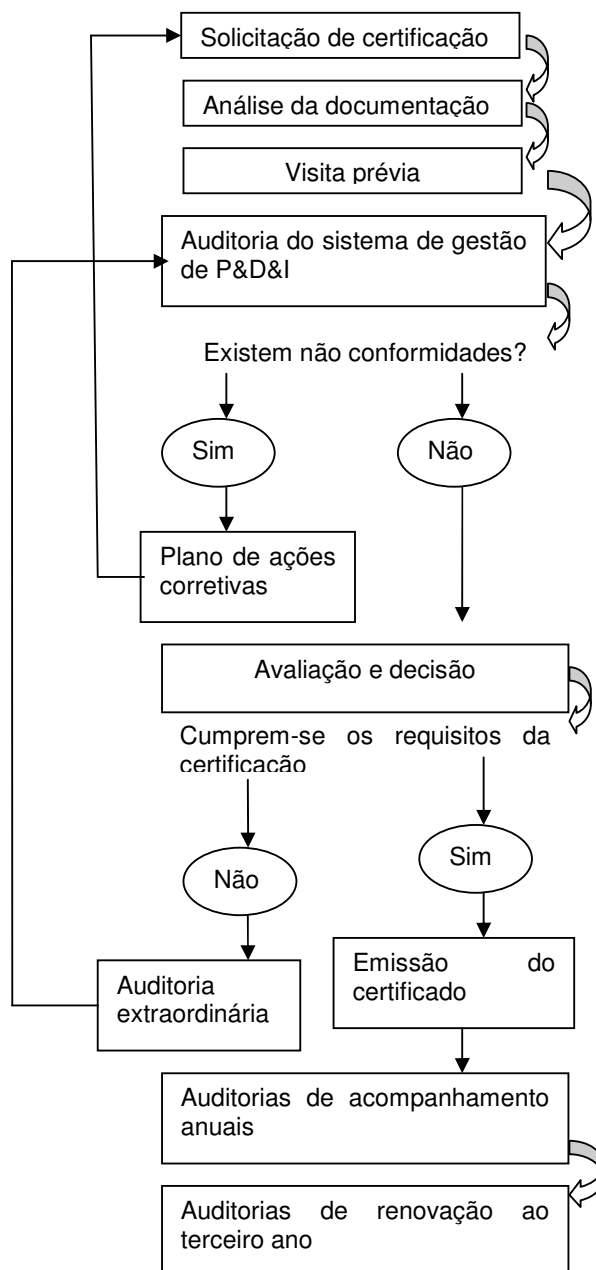 Solicitação de certificação
Análise da documentação
Visita prévia
Auditoria do sistema de gestão
de P&D&I
Existem não conformidades?
Sim
Não
Plano de ações
corretivas
Avaliação e decisão
Cumprem-se os requisitos da
certificação
Não
Sim
Auditoria
extraordinária
Emissão do
certificado
Auditorias de acompanhamento
anuais
Auditorias de renovação ao
terceiro ano